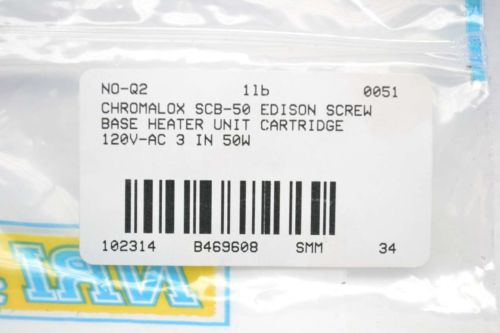 NO-Q2 1lb 0051
CHROMALOX SCB-50 EDISON SCREW
BASE HEATER UNIT CARTRIDGE
120V-AC 3 IN 50W
102314 B469608 SMM 34
NRI